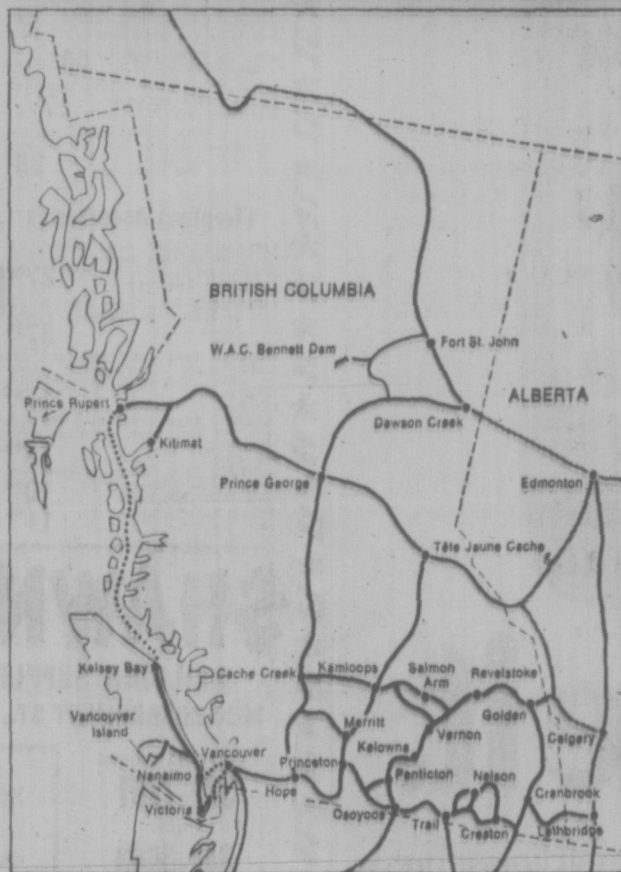 BRITISH COLUMBIA
W.A.C. Bennett Dam
Fort St. John
ALBERTA
Prince Rupert
Dawson Creek
Kitimat
Prince George
Edmonton
Tête Jaune Cache
Kelsey Bay
Cache Creek
Kamloops
Salmon
Arm
Revelstoke
Golden
Vancouver
Island
Merritt
Vernon
Calgary
Kelowna
Vancouver
Nanaimo
Princeton
Penticton
Nelson
Hope
Cranbrook
Victoria
Osoyoos
Trail
Creston
Lethbridge